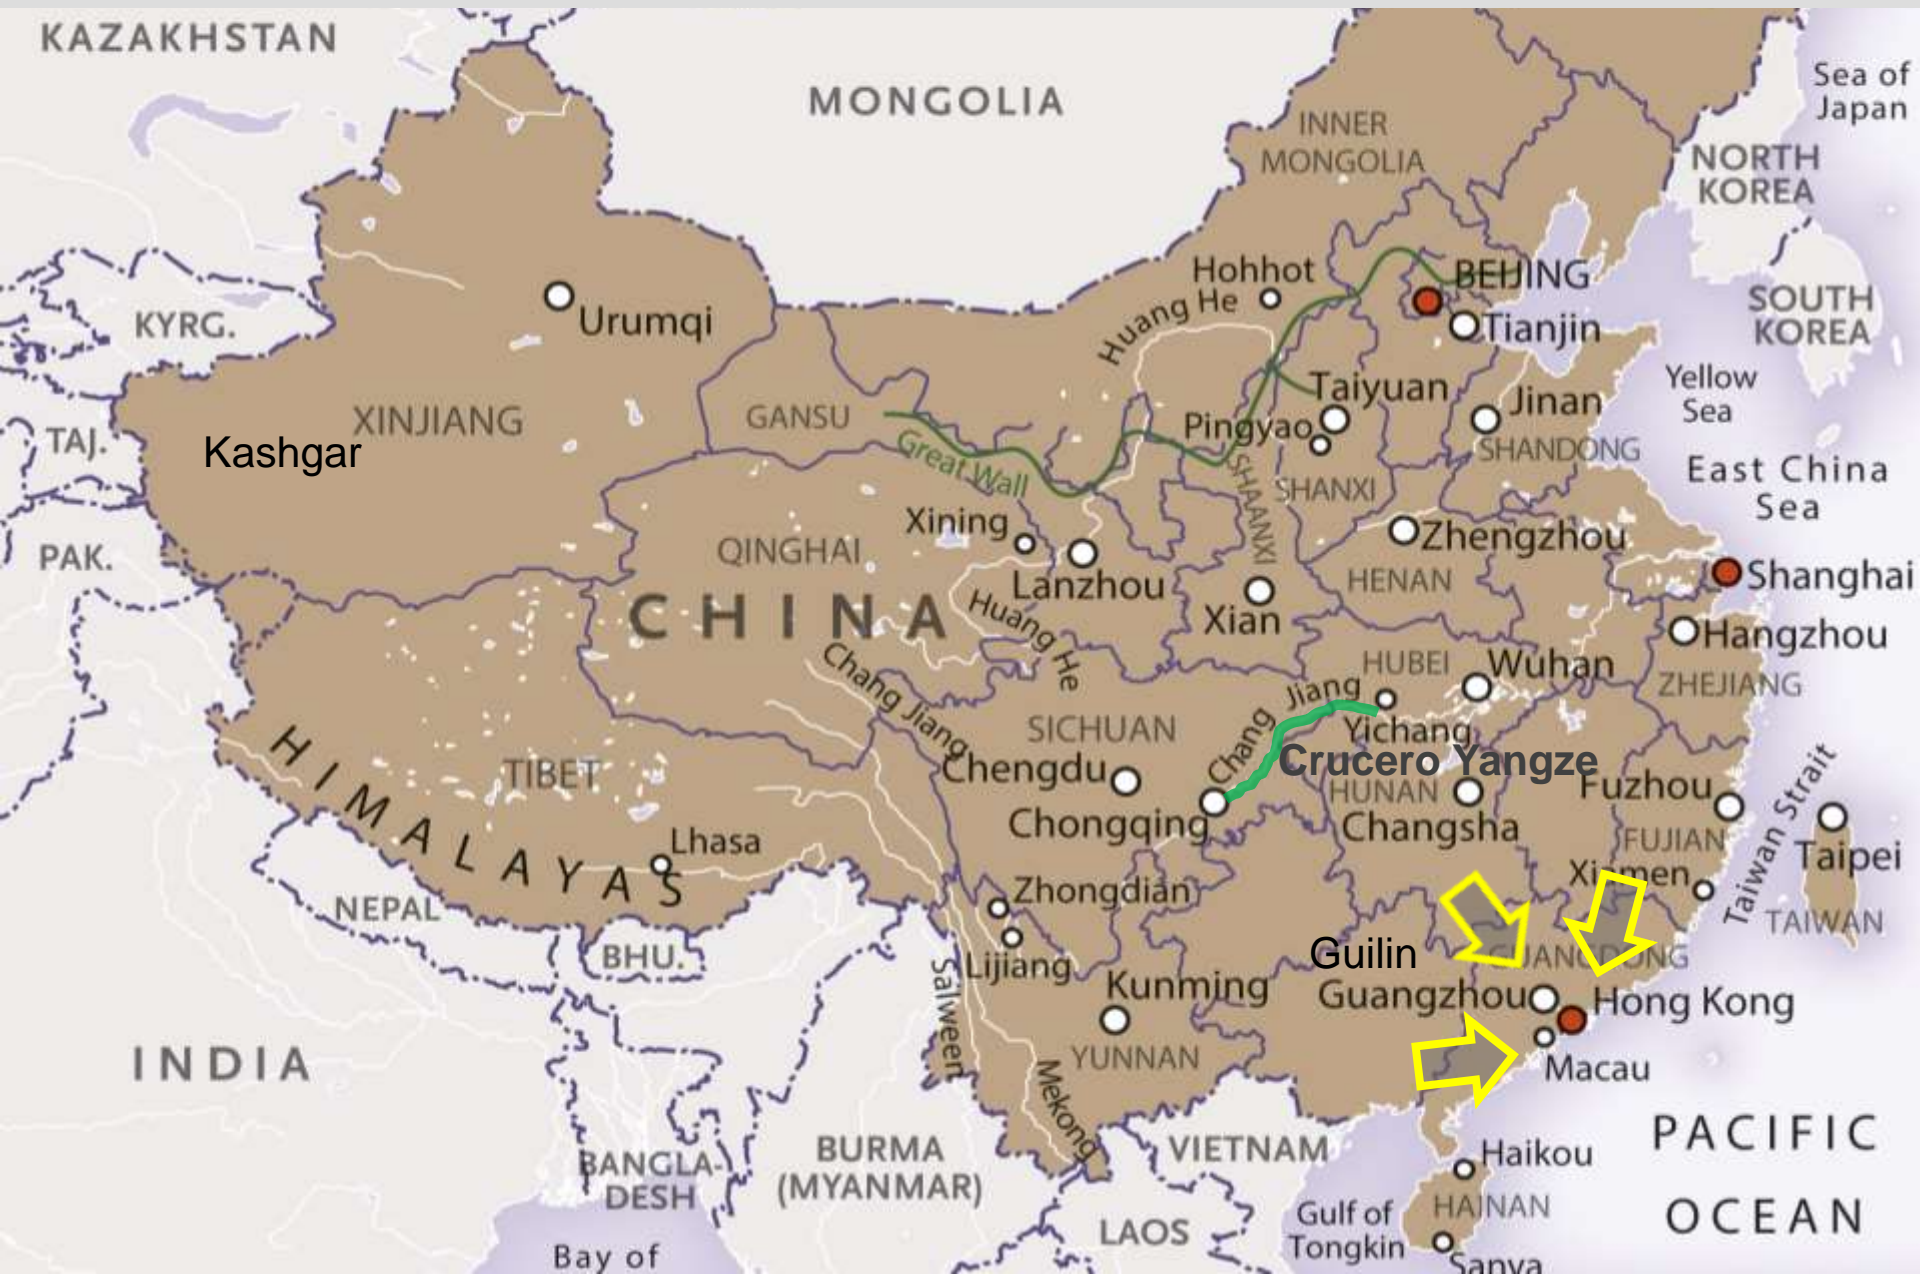 KAZAKHSTAN
MONGOLIA
Sea of
Japan
INNER
MONGOLIA
NORTH
KOREA
Hohhot
BEIJING
Huang He
SOUTH
KOREA
Urumqi
KYRG.
Tianjin
Taiyuan
Yellow
Sea
Jinan
XINJIANG
GANSU
Pingyao
TAJ.
Kashgar
Great Wall
SHANDONG
East China
Sea
SHAANXI
SHANXI
Xining
PAK.
QINGHAI
Zhengzhou
Lanzhou
HENAN
Shanghai
CHINA
Huang He
Xian
Hangzhou
Chang Jiang
HUBEI
Wuhan
ZHEJIANG
Chang Jiang
SICHUAN
Yichang
HIMALAYAS
TIBET
Chengdu
Crucero Yangze
HUNAN
Fuzhou
Chongqing
Changsha
FUJIAN
Taiwan Strait
Taipei
Lhasa
Xiamen
Zhongdian
NEPAL
TAIWAN
BHU.
Lijiang
Guilin
GUANGDONG
Salween
Kunming
Guangzhou
Hong Kong
INDIA
YUNNAN
Macau
Mekong
BURMA
(MYANMAR)
VIETNAM
PACIFIC
OCEAN
Haikou
BANGLA-
DESH
HAINAN
LAOS
Gulf of
Tongkin
Bay of
Sanya